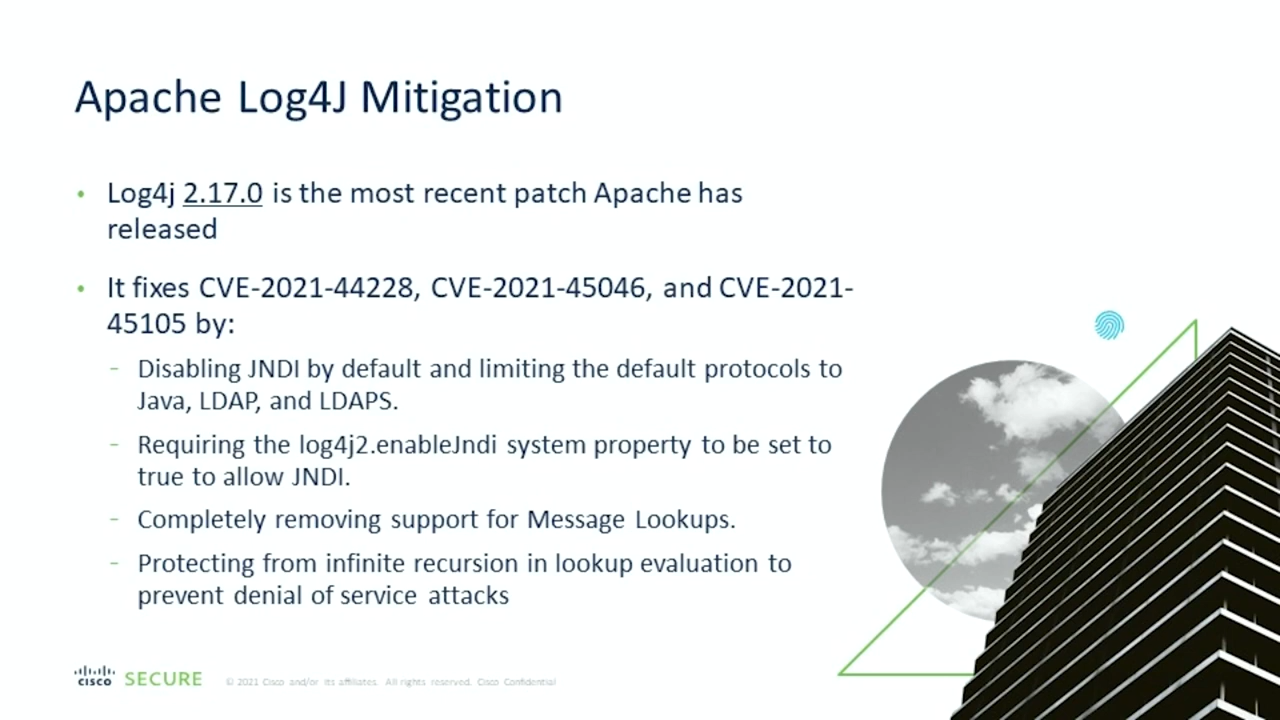 Apache Log4J Mitigation
• Log4j 2.17.0 is the most recent patch Apache has
released
• It fixes CVE-2021-44228, CVE-2021-45046, and CVE-2021-
45105 by:
- Disabling JNDI by default and limiting the default protocols to
Java, LDAP, and LDAPS.
- Requiring the log4j2.enableJndi system property to be set to
true to allow JNDI.
- Completely removing support for Message Lookups.
- Protecting from infinite recursion in lookup evaluation to
prevent denial of service attacks
CISCO SECURE © 2021 Cisco and/or its affiliates. All rights reserved. Cisco Confidential